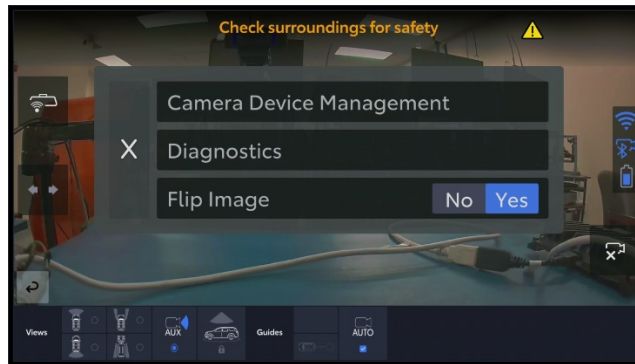 Check surroundings for safety
Camera Device Management
X
Diagnostics
Flip Image No Yes
Views
AUX
Guides
AUTO